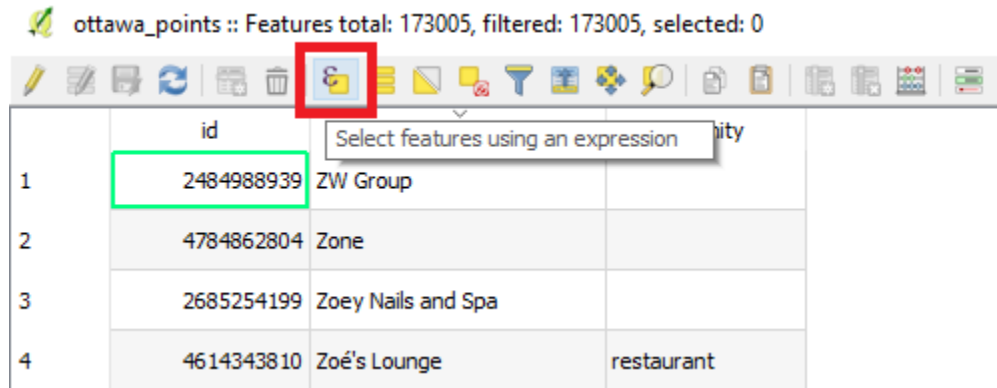 ottawa_points :: Features total: 173005, filtered: 173005, selected: 0
ε
id
nity
Select features using an expression
1 2484988939 ZW Group
2 4784862804 Zone
3 2685254199 Zoey Nails and Spa
4 4614343810 Zoé's Lounge restaurant